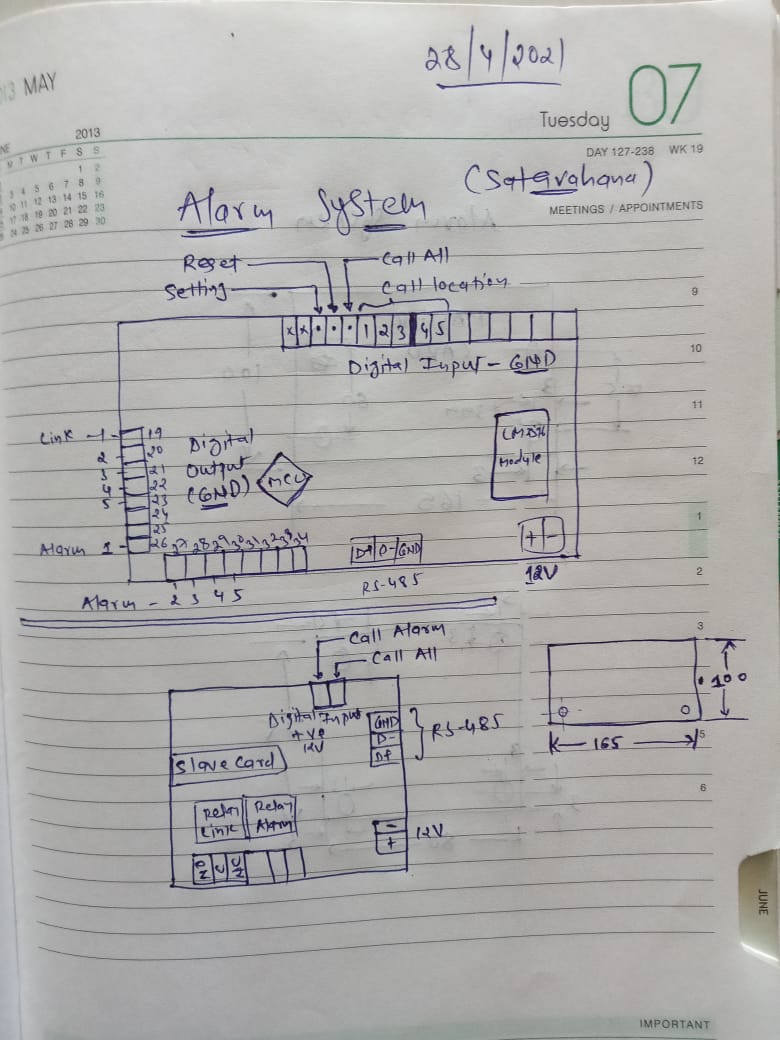 28/4/2021
13 MAY
07
Tuesday
DAY 127-238 WK 19
NE 2013
M T W T F S S
1 2
3 4 5 6 7 8 9
10 11 12 13 14 15 16
17 18 19 20 21 22 23
24 25 26 27 28 29 30
Alarm System
(Satavahana)
MEETINGS / APPOINTMENTS
Reset
Call All
Setting
Call location
9
x x • • • 1 2 3 4 5
Digital Input - GND
10
11
Link - 1 19
2 20
3 21
4 22
5 23
24
25
Alarm 1 26
Digital
Output
(GND)
MCU
Module
12
1
27 28 29 30 31 32 33 34
D+ D- GND
RS-485
+ -
12V
2
Alarm - 2 3 4 5
3
Call Alarm
Call All
Digital Input
+ve
12V
GND
D-
D+
RS-485
100
165
5
Slave Card
6
Relay
Link
Relay
Alarm
-
+
12V
NO C NC
JUNE
IMPORTANT